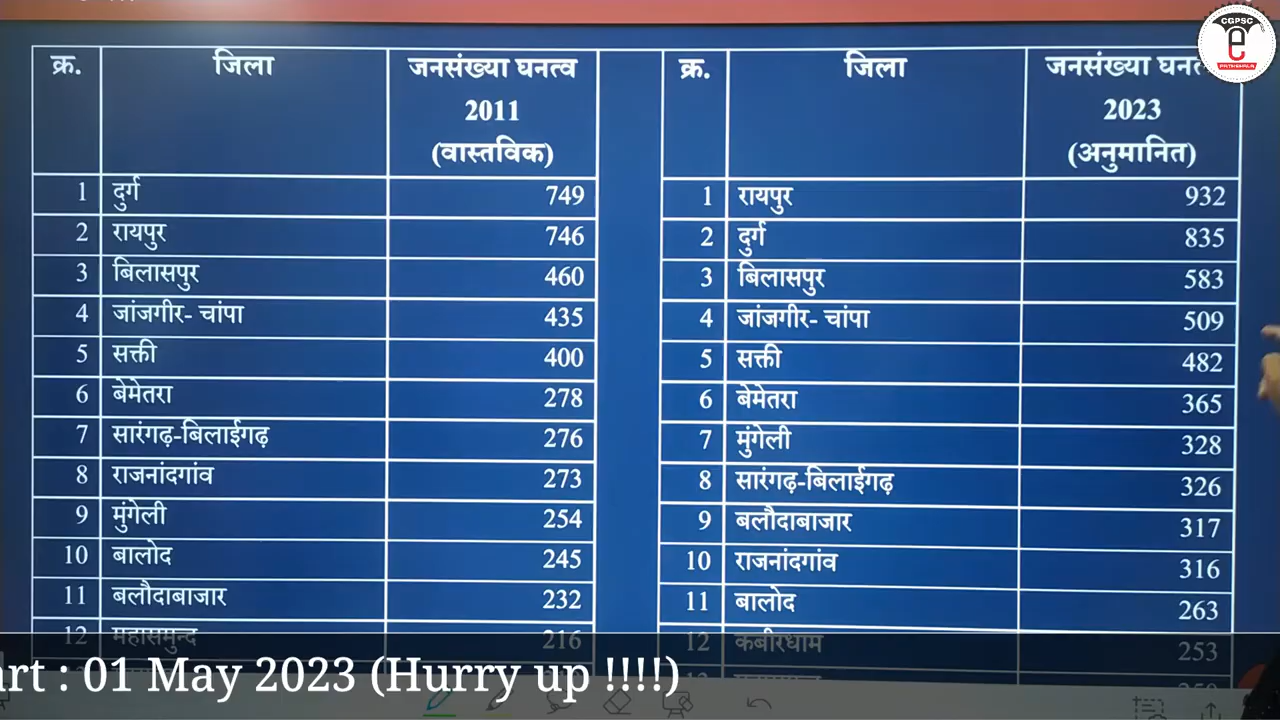 CGPSC
e
PATHSHALA
क्र. जिला जनसंख्या घनत्व 2011 (वास्तविक)
1 दुर्ग 749
2 रायपुर 746
3 बिलासपुर 460
4 जांजगीर- चांपा 435
5 सक्ती 400
6 बेमेतरा 278
7 सारंगढ़-बिलाईगढ़ 276
8 राजनांदगांव 273
9 मुंगेली 254
10 बालोद 245
11 बलौदाबाजार 232
12 महासमुन्द 216
क्र. जिला जनसंख्या 2023 (अनुमानित)
1 रायपुर 932
2 दुर्ग 835
3 बिलासपुर 583
4 जांजगीर- चांपा 509
5 सक्ती 482
6 बेमेतरा 365
7 मुंगेली 328
8 सारंगढ़-बिलाईगढ़ 326
9 बलौदाबाजार 317
10 राजनांदगांव 316
11 बालोद 263
12 कबीरधाम 253
: 01 May 2023 (Hurry up !!!!)